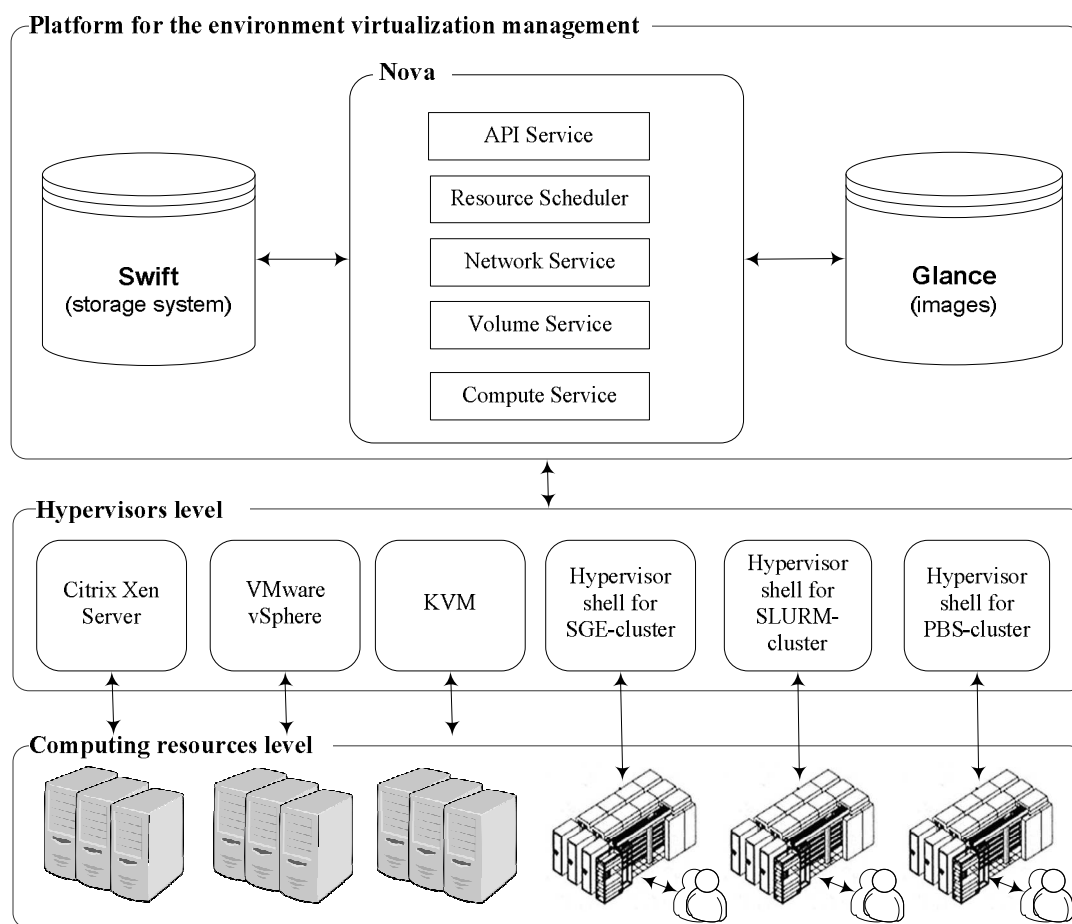 Platform for the environment virtualization management
Nova
API Service
Resource Scheduler
Network Service
Volume Service
Compute Service
Swift
(storage system)
Glance
(images)
Hypervisors level
Citrix Xen
Server
VMware
vSphere
KVM
Hypervisor
shell for
SGE-cluster
Hypervisor
shell for
SLURM-
cluster
Hypervisor
shell for
PBS-cluster
Computing resources level